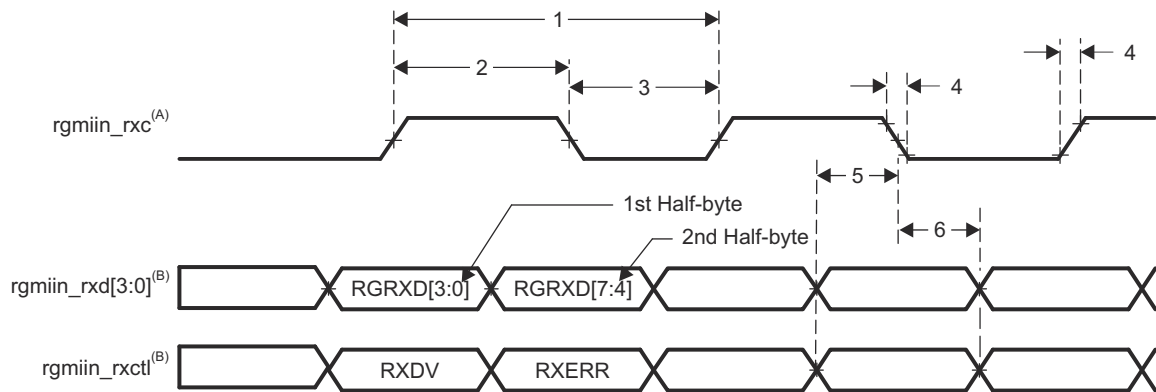 1
2
3
4
4
rgmiin_rxc(A)
5
1st Half-byte
6
2nd Half-byte
rgmiin_rxd[3:0](B)
RGRXD[3:0]
RGRXD[7:4]
rgmiin_rxctl(B)
RXDV
RXERR